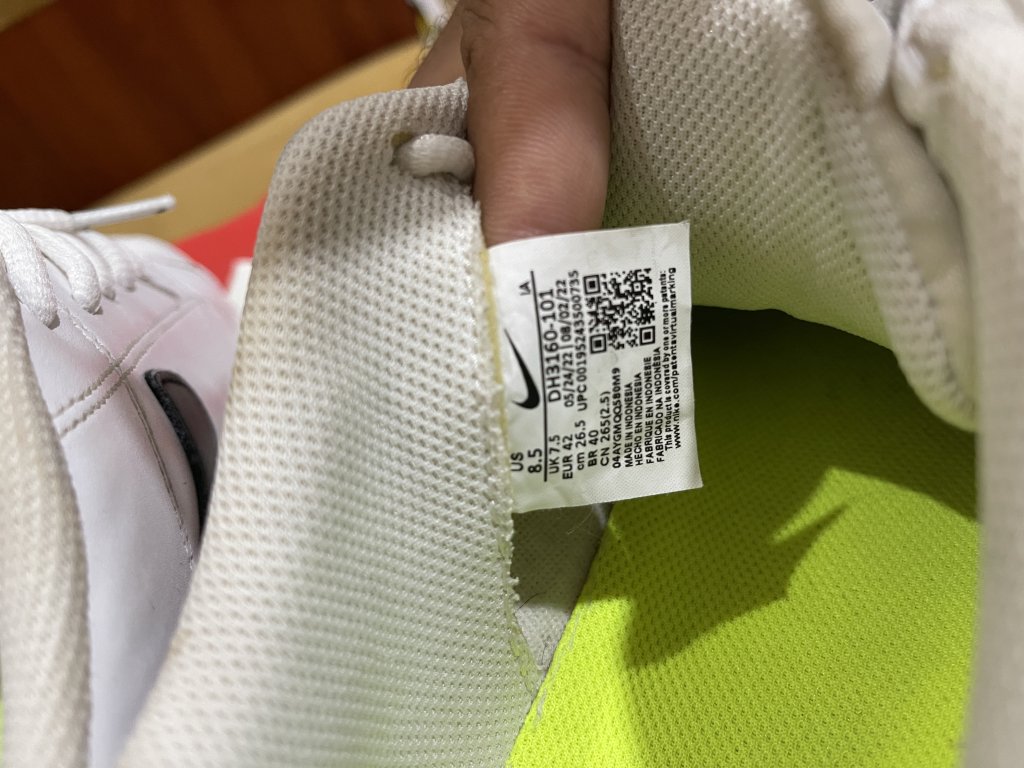 IA
DH3160-101
05/24/22 08/02/22
UPC 00195243500735
US
8.5
UK 7.5
EUR 42
cm 26.5
BR 40
CN 265(2.5)
MADE IN INDONESIA
HECHO EN INDONESIA
FABRIQUE EN INDONESIE
FABRICADO NA INDONÉSIA
This product is covered by one or more patents:
www.nike.com/patentsvirtualmarking